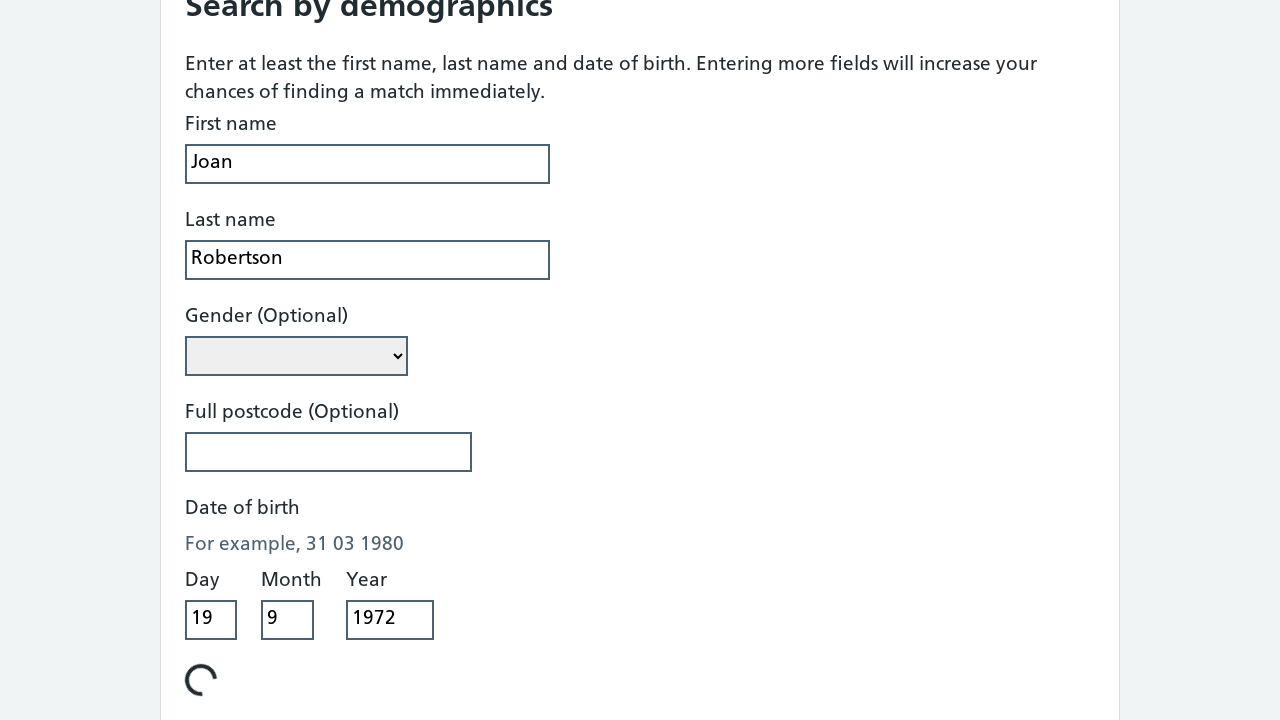 Search by demographics
Enter at least the first name, last name and date of birth. Entering more fields will increase your
chances of finding a match immediately.
First name
Joan
Last name
Robertson
Gender (Optional)
Full postcode (Optional)
Date of birth
For example, 31 03 1980
Day Month Year
19 9 1972